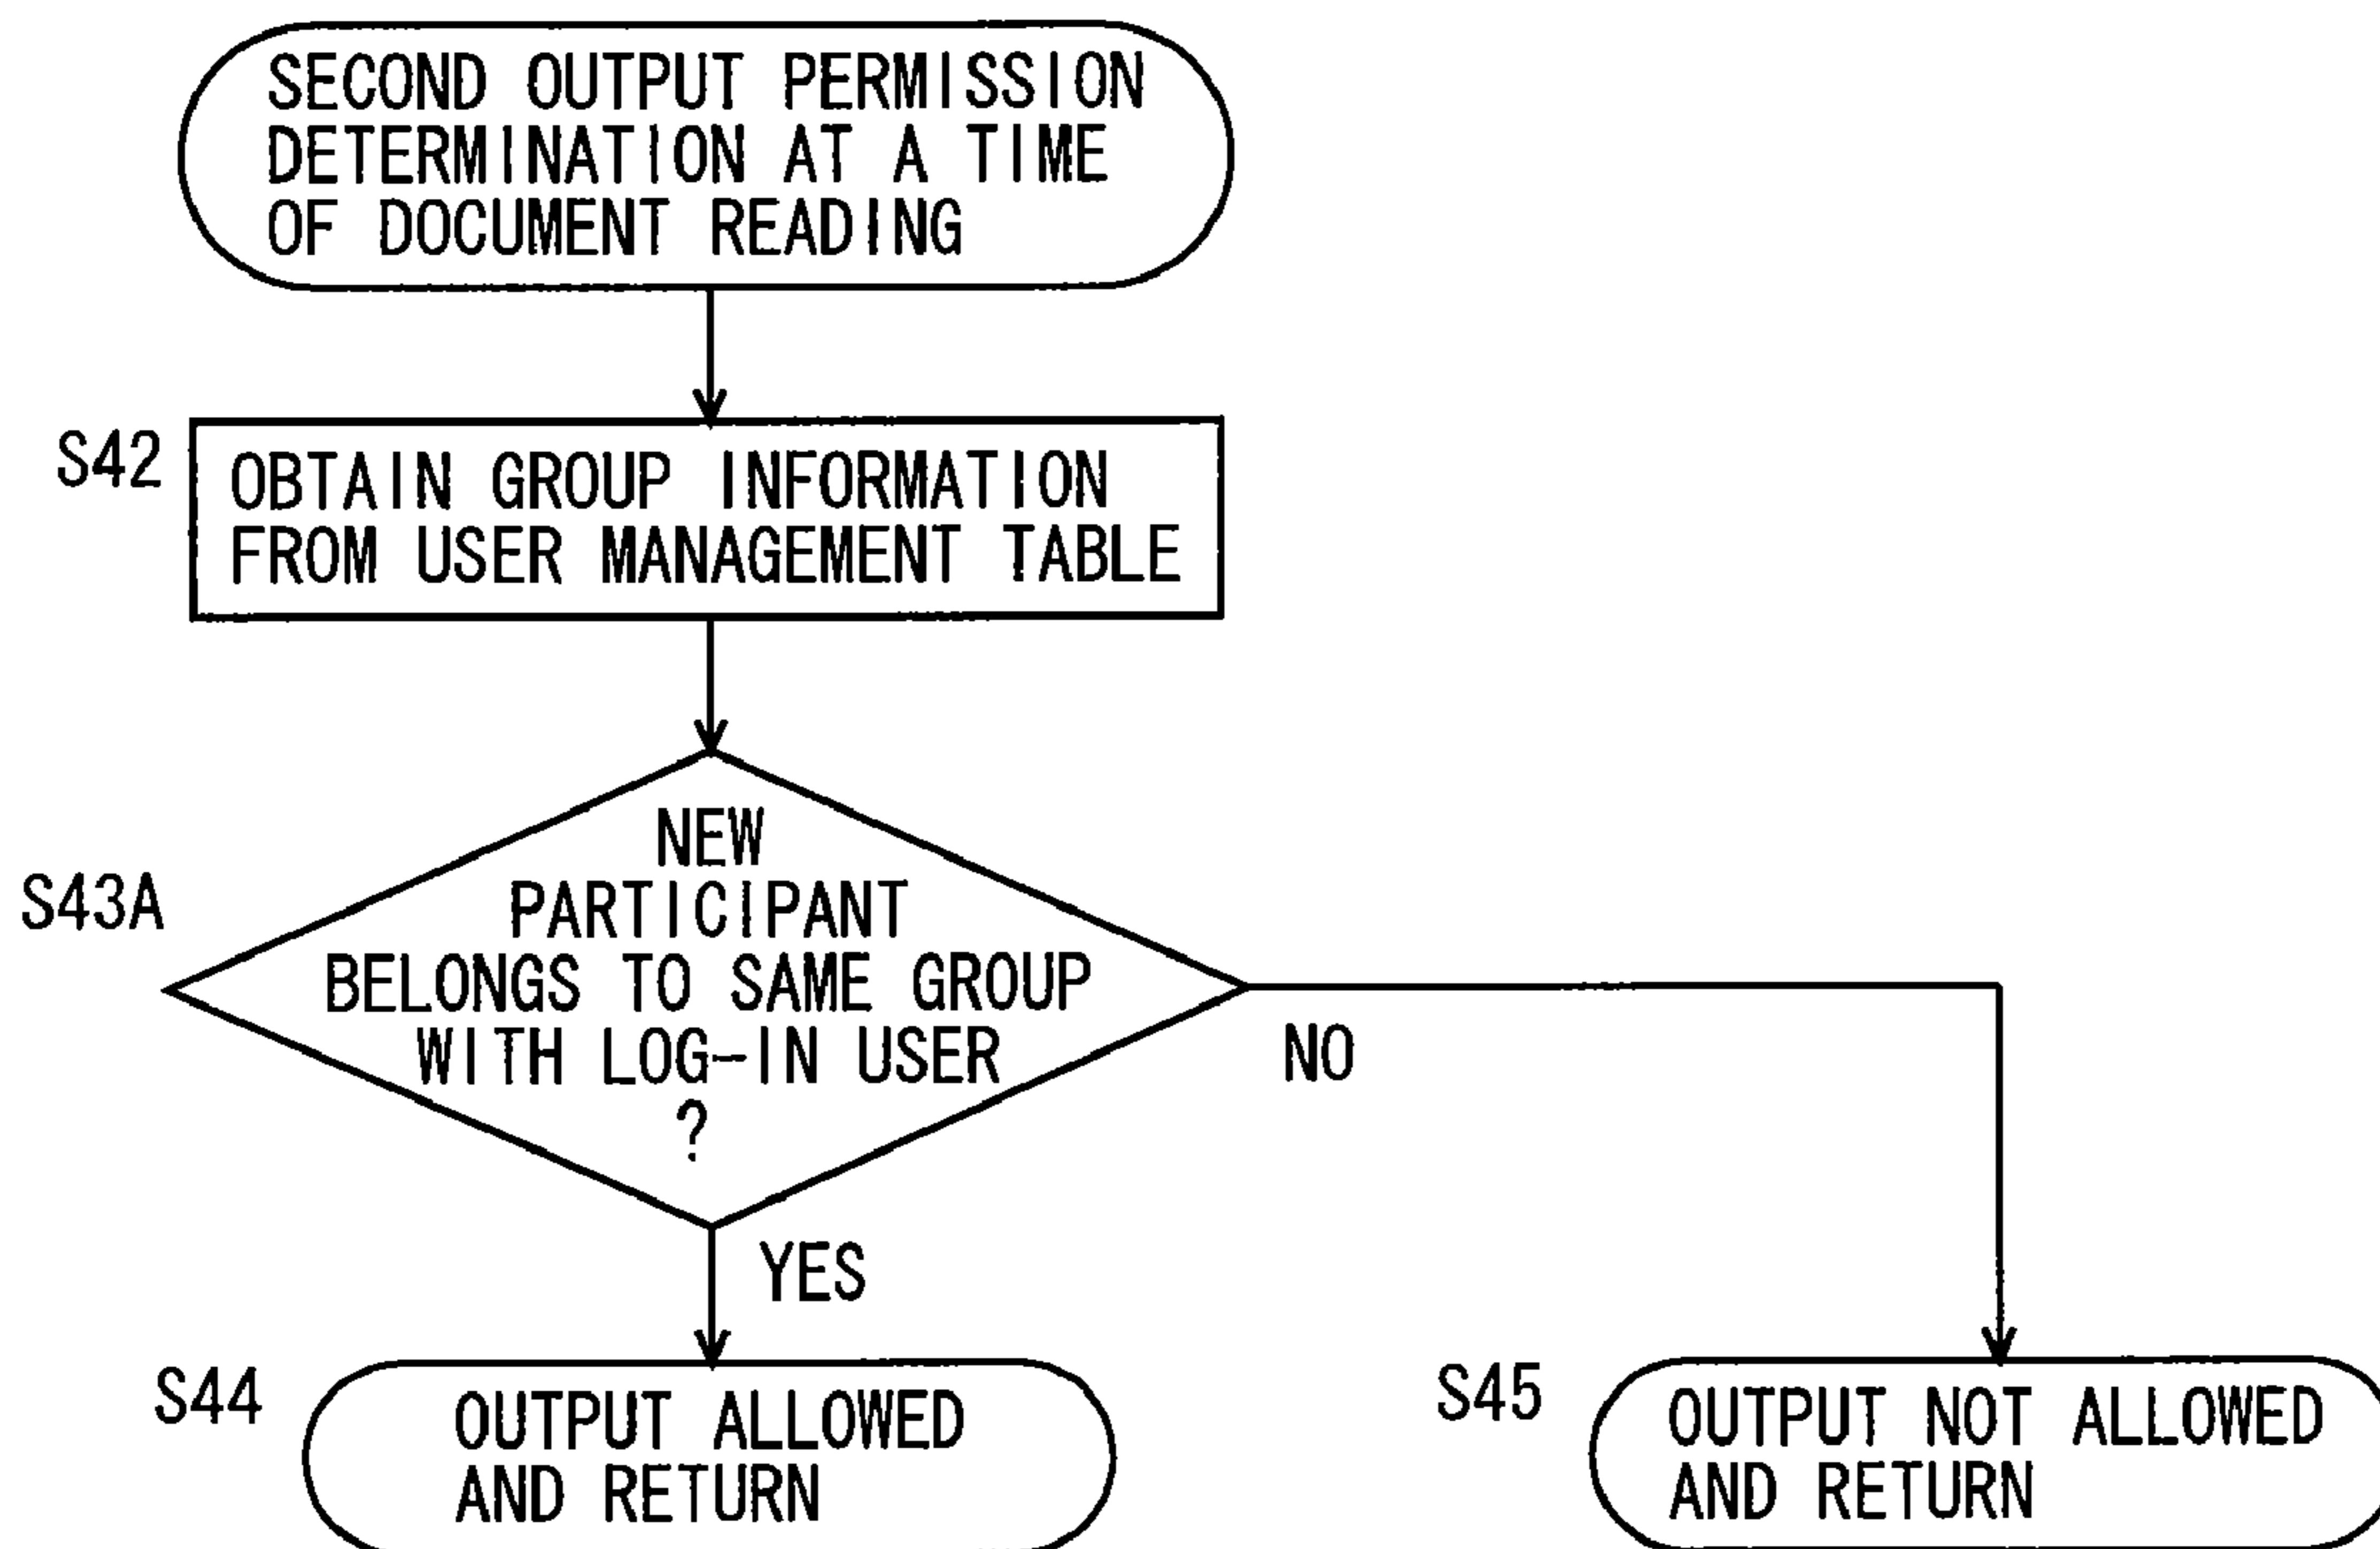 SECOND OUTPUT PERMISSION
DETERMINATION AT A TIME
OF DOCUMENT READING
S42
OBTAIN GROUP INFORMATION
FROM USER MANAGEMENT TABLE
S43A
NEW
PARTICIPANT
BELONGS TO SAME GROUP
WITH LOG-IN USER
?
NO
YES
S44
OUTPUT ALLOWED
AND RETURN
S45
OUTPUT NOT ALLOWED
AND RETURN